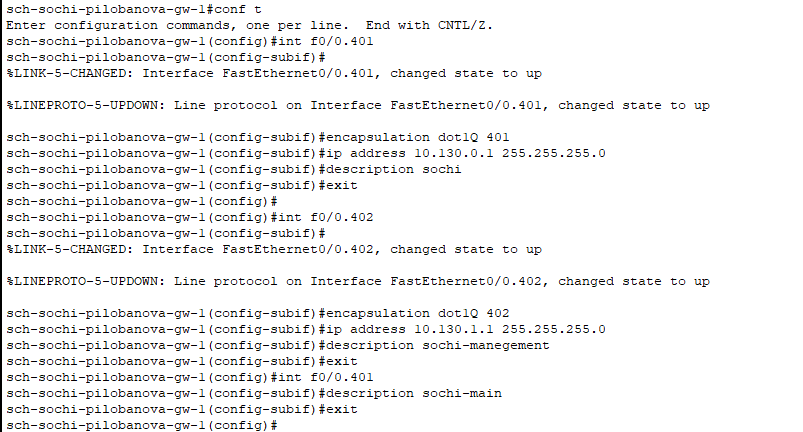 sch-sochi-pilobanova-gw-1#conf t
Enter configuration commands, one per line.  End with CNTL/Z.
sch-sochi-pilobanova-gw-1(config)#int f0/0.401
sch-sochi-pilobanova-gw-1(config-subif)#
%LINK-5-CHANGED: Interface FastEthernet0/0.401, changed state to up
%LINEPROTO-5-UPDOWN: Line protocol on Interface FastEthernet0/0.401, changed state to up
sch-sochi-pilobanova-gw-1(config-subif)#encapsulation dot1Q 401
sch-sochi-pilobanova-gw-1(config-subif)#ip address 10.130.0.1 255.255.255.0
sch-sochi-pilobanova-gw-1(config-subif)#description sochi
sch-sochi-pilobanova-gw-1(config-subif)#exit
sch-sochi-pilobanova-gw-1(config)#
sch-sochi-pilobanova-gw-1(config)#int f0/0.402
sch-sochi-pilobanova-gw-1(config-subif)#
%LINK-5-CHANGED: Interface FastEthernet0/0.402, changed state to up
%LINEPROTO-5-UPDOWN: Line protocol on Interface FastEthernet0/0.402, changed state to up
sch-sochi-pilobanova-gw-1(config-subif)#encapsulation dot1Q 402
sch-sochi-pilobanova-gw-1(config-subif)#ip address 10.130.1.1 255.255.255.0
sch-sochi-pilobanova-gw-1(config-subif)#description sochi-manegement
sch-sochi-pilobanova-gw-1(config-subif)#exit
sch-sochi-pilobanova-gw-1(config)#int f0/0.401
sch-sochi-pilobanova-gw-1(config-subif)#description sochi-main
sch-sochi-pilobanova-gw-1(config-subif)#exit
sch-sochi-pilobanova-gw-1(config)#